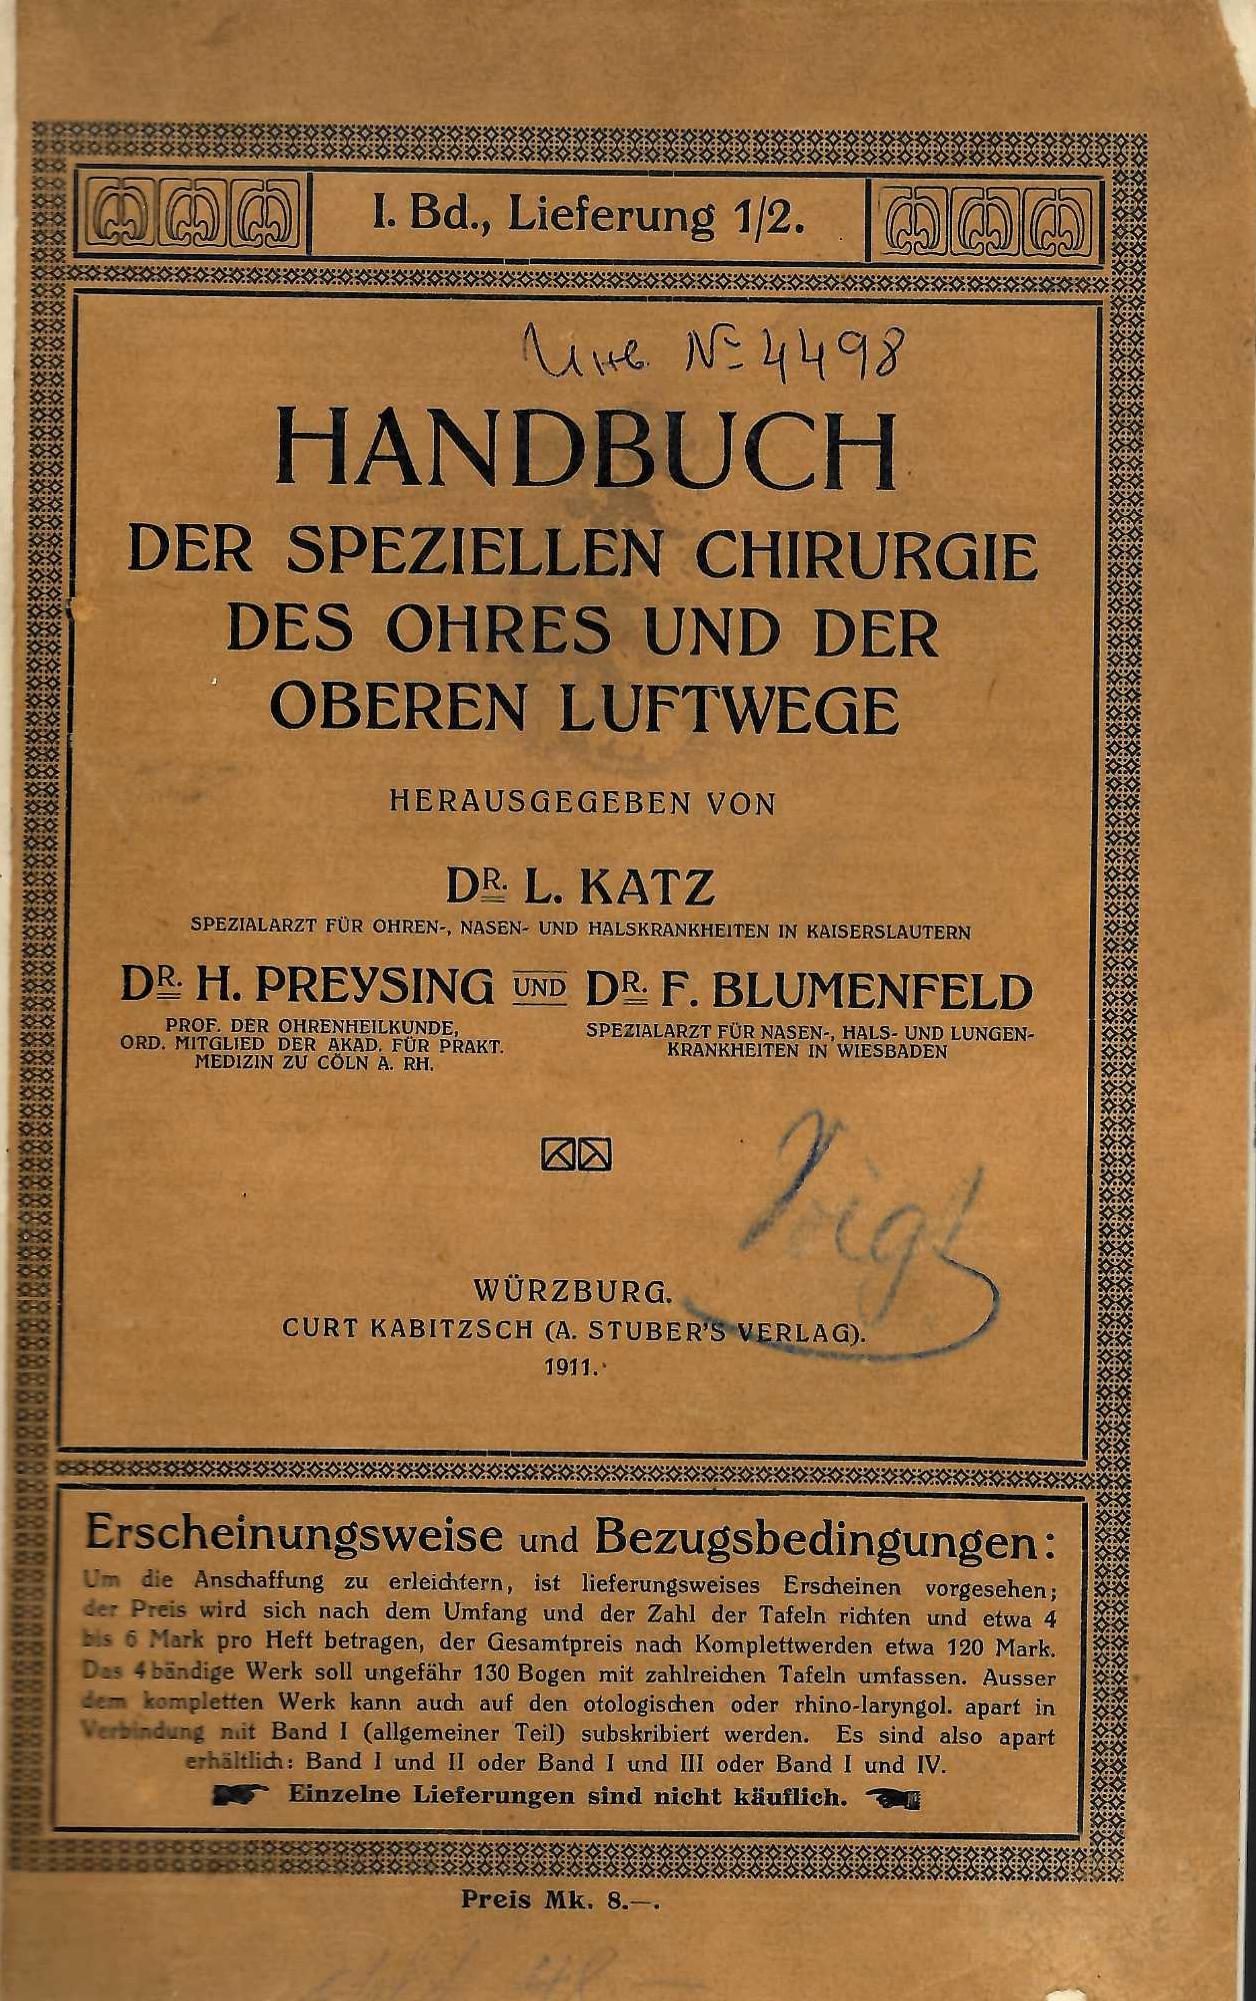 I. Bd., Lieferung 1/2.
Инв. № 4498
HANDBUCH
DER SPEZIELLEN CHIRURGIE
DES OHRES UND DER
OBEREN LUFTWEGE
HERAUSGEGEBEN VON
DR. L. KATZ
SPEZIALARZT FÜR OHREN-, NASEN- UND HALSKRANKHEITEN IN KAISERSLAUTERN
DR. H. PREYSING UND DR. F. BLUMENFELD
PROF. DER OHRENHEILKUNDE,
ORD. MITGLIED DER AKAD. FÜR PRAKT.
MEDIZIN ZU CÖLN A. RH.
SPEZIALARZT FÜR NASEN-, HALS- UND LUNGEN-
KRANKHEITEN IN WIESBADEN
Voigt
WÜRZBURG.
CURT KABITZSCH (A. STUBER'S VERLAG).
1911.
Erscheinungsweise und Bezugsbedingungen:
Um die Anschaffung zu erleichtern, ist lieferungsweises Erscheinen vorgesehen;
der Preis wird sich nach dem Umfang und der Zahl der Tafeln richten und etwa 4
bis 6 Mark pro Heft betragen, der Gesamtpreis nach Komplettwerden etwa 120 Mark.
Das 4bändige Werk soll ungefähr 130 Bogen mit zahlreichen Tafeln umfassen. Ausser
dem kompletten Werk kann auch auf den otologischen oder rhino-laryngol. apart in
Verbindung mit Band I (allgemeiner Teil) subskribiert werden. Es sind also apart
erhältlich: Band I und II oder Band I und III oder Band I und IV.
Einzelne Lieferungen sind nicht käuflich.
Preis Mk. 8.—.